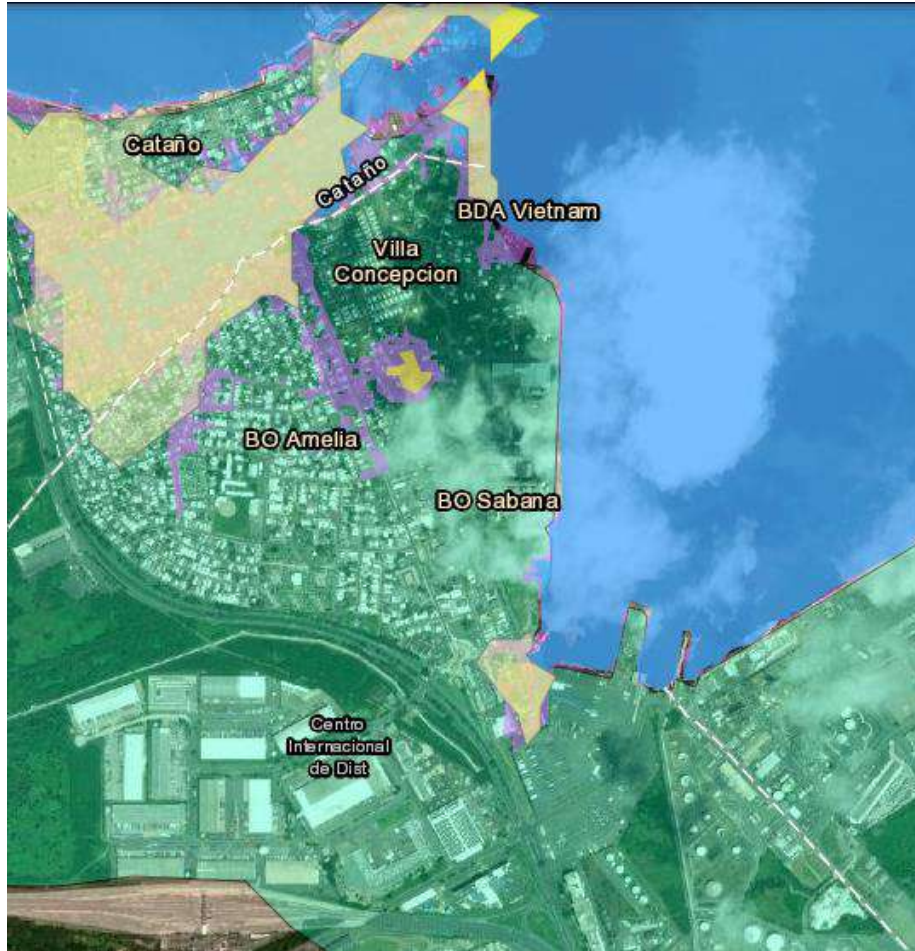 Cataño
Cataño
BDA Vietnam
Villa
Concepcion
BO Amelia
BO Sabana
Centro
Internacional
de Dist